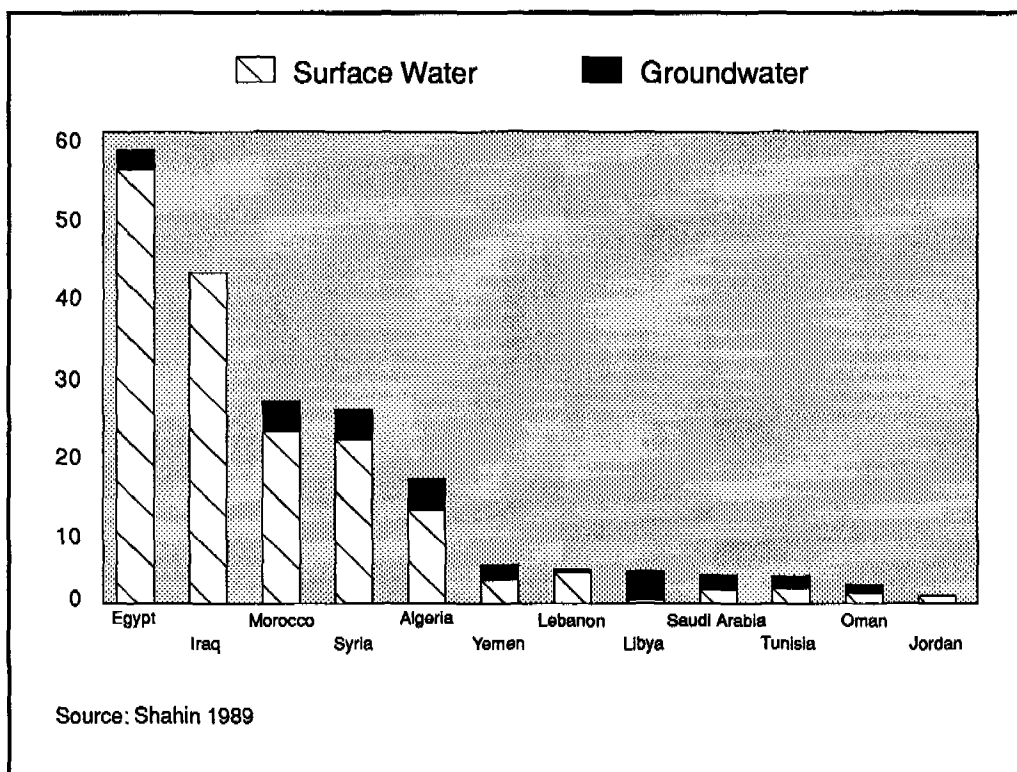 Surface Water Groundwater
60
50
40
30
20
10
0
Egypt Morocco Algeria Lebanon Saudi Arabia Oman
Iraq Syria Yemen Libya Tunisia Jordan
Source: Shahin 1989